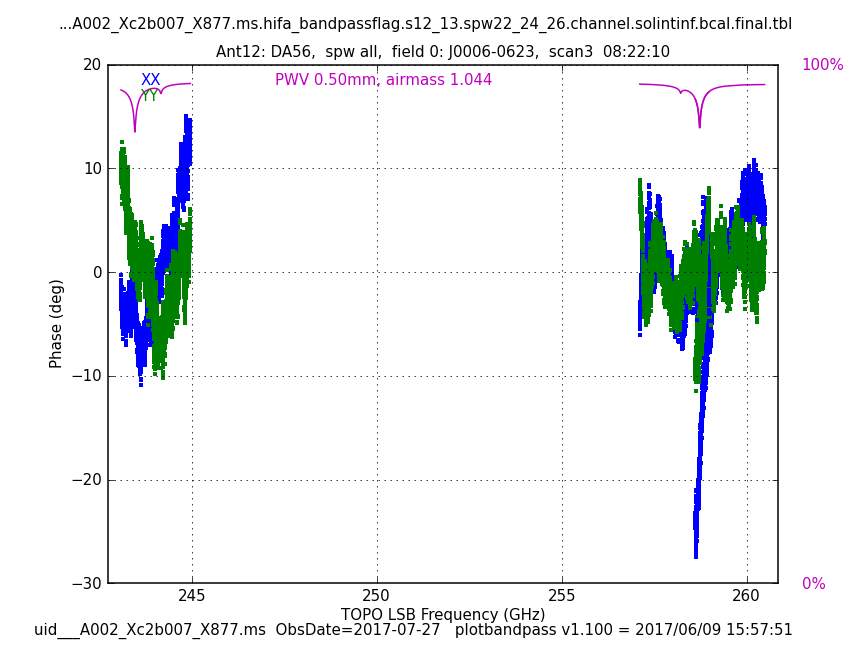 ...A002_Xc2b007_X877.ms.hifa_bandpassflag.s12_13.spw22_24_26.channel.solintinf.bcal.final.tbl
Ant12: DA56,  spw all,  field 0: J0006-0623,  scan3  08:22:10
20
10
0
−10
−20
−30
Phase (deg)
XX
YY
PWV 0.50mm, airmass 1.044
100%
0%
245
250
255
260
TOPO LSB Frequency (GHz)
uid___A002_Xc2b007_X877.ms  ObsDate=2017-07-27   plotbandpass v1.100 = 2017/06/09 15:57:51